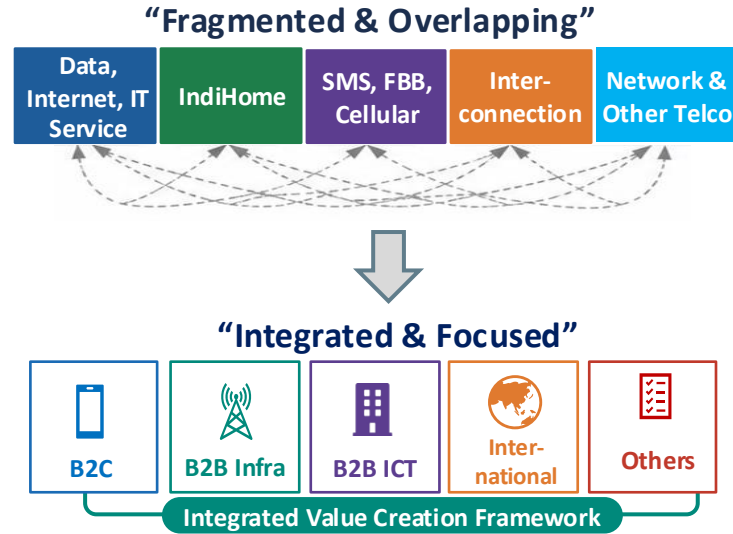 “Fragmented & Overlapping”
Data,
Internet, IT
Service
IndiHome
SMS, FBB,
Cellular
Inter-
connection
Network &
Other Telco
“Integrated & Focused”
B2C
B2B Infra
B2B ICT
Inter-
national
Others
Integrated Value Creation Framework